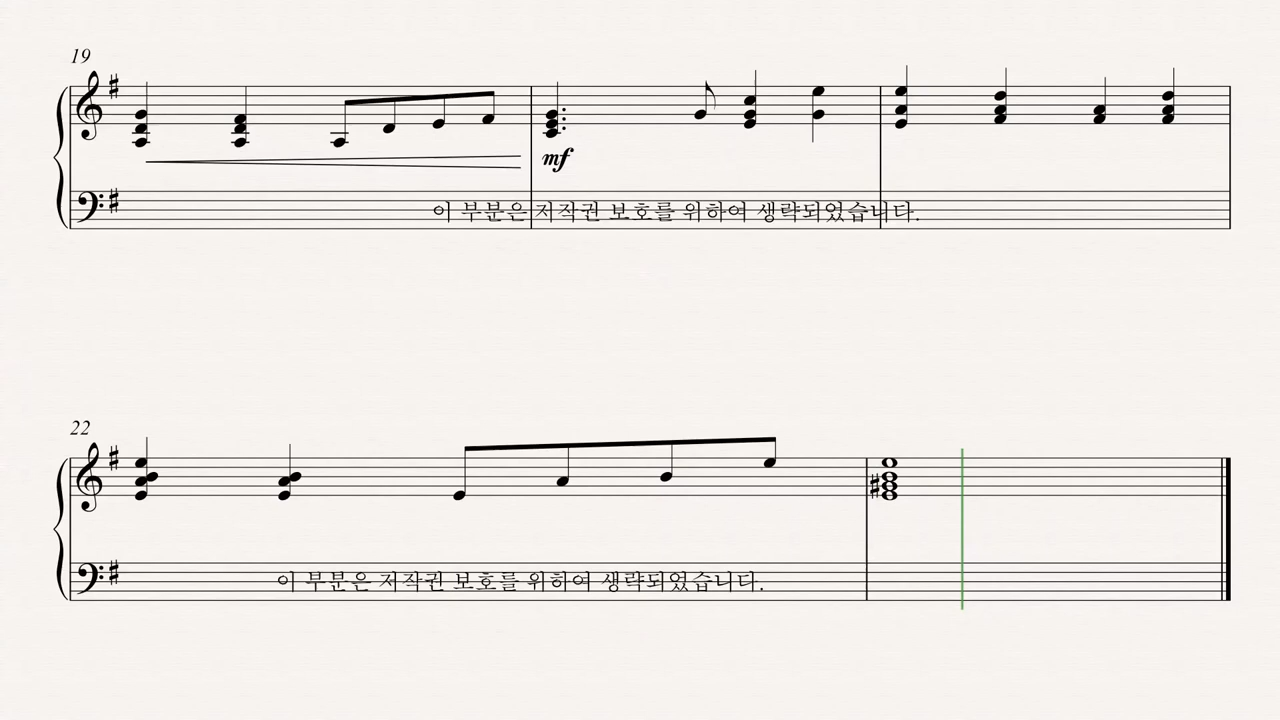 19
mf
이 부분은 저작권 보호를 위하여 생략되었습니다.
22
이 부분은 저작권 보호를 위하여 생략되었습니다.